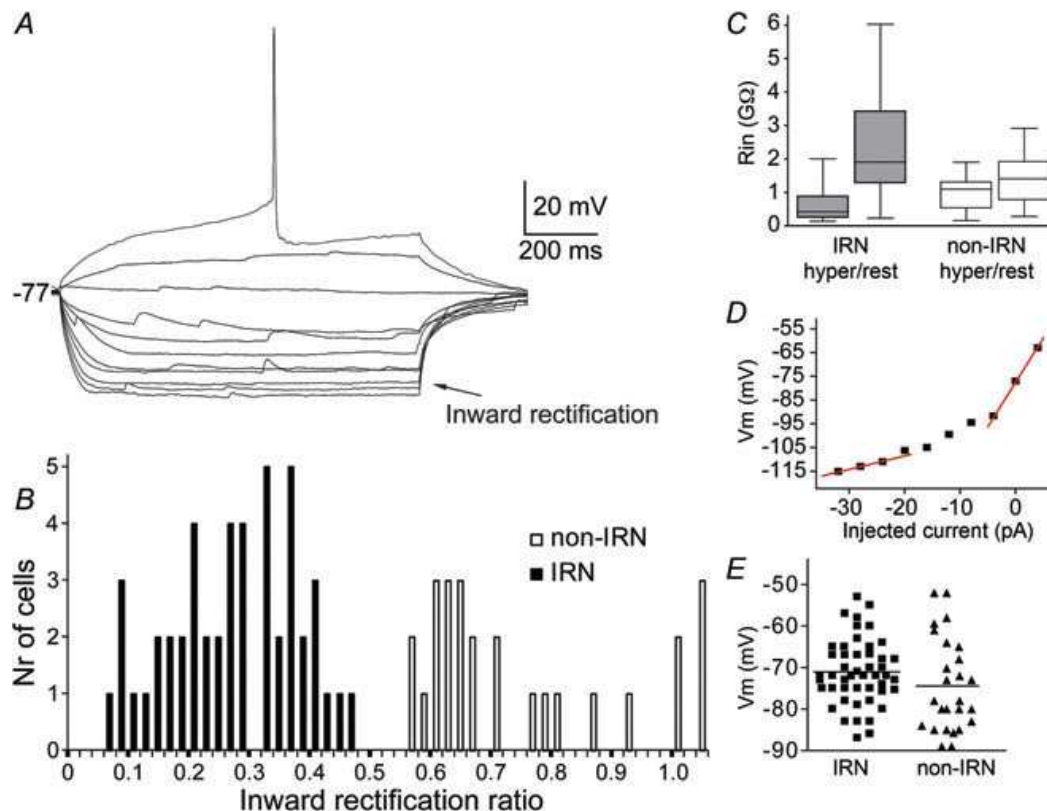 A
20 mV
200 ms
-77
Inward rectification
B
5
4
3
2
1
0
Nr of cells
non-IRN
IRN
0 0.1 0.2 0.3 0.4 0.5 0.6 0.7 0.8 0.9 1.0
Inward rectification ratio
C
6
5
4
3
2
1
0
Rin (GΩ)
IRN non-IRN
hyper/rest hyper/rest
D
-55
-65
-75
-85
-95
-105
-115
Vm (mV)
-30 -20 -10 0
Injected current (pA)
E
-50
-60
-70
-80
-90
Vm (mV)
IRN non-IRN